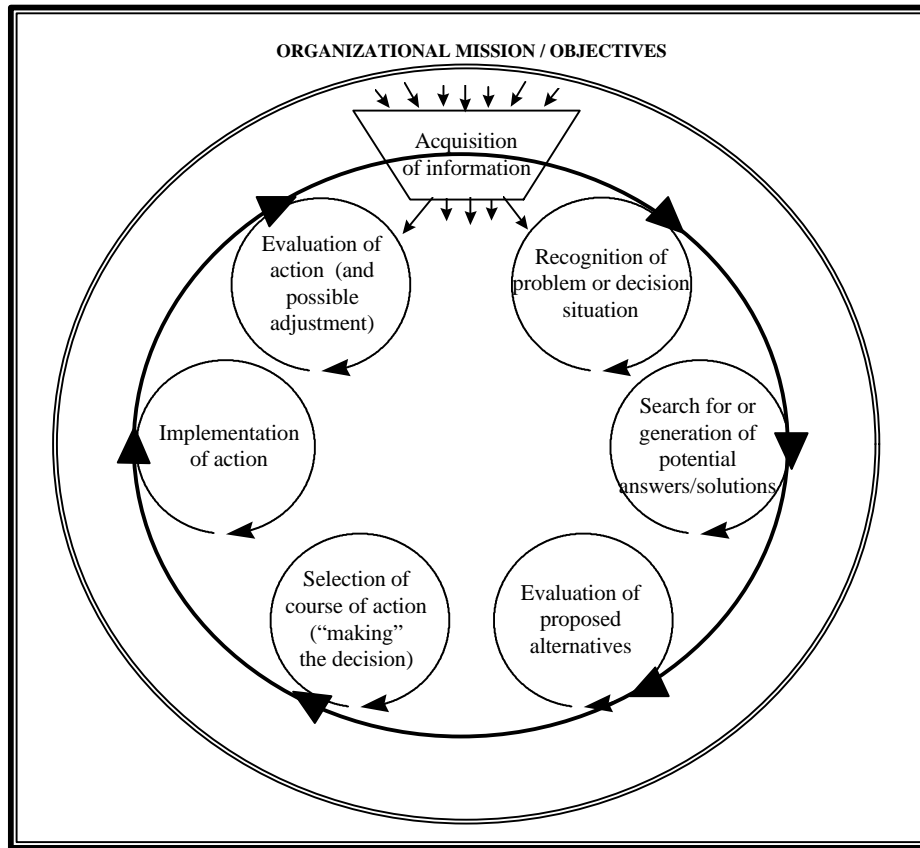 ORGANIZATIONAL MISSION / OBJECTIVES
Acquisition
of information
Recognition of
problem or decision
situation
Search for or
generation of
potential
answers/solutions
Evaluation of
proposed
alternatives
Selection of
course of action
(“making”
the decision)
Implementation
of action
Evaluation of
action (and
possible
adjustment)